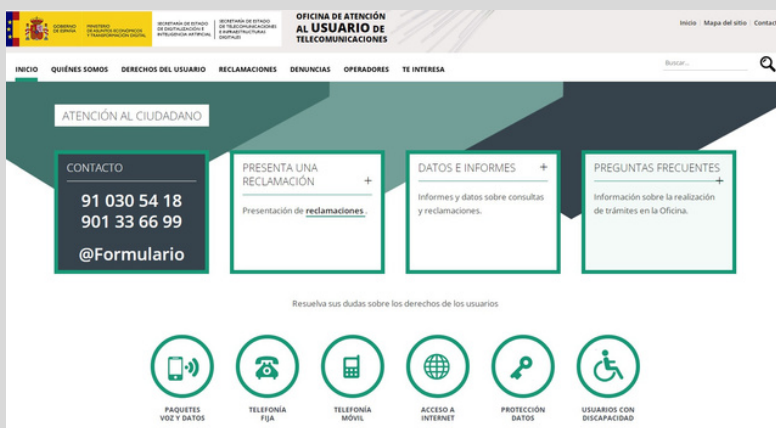 GOBIERNO
DE ESPAÑA
MINISTERIO
DE ASUNTOS ECONÓMICOS
Y TRANSFORMACIÓN DIGITAL
SECRETARÍA DE ESTADO
DE DIGITALIZACIÓN E
INTELIGENCIA ARTIFICIAL
SECRETARÍA DE ESTADO
DE TELECOMUNICACIONES
E INFRAESTRUCTURAS
DIGITALES
OFICINA DE ATENCIÓN
AL USUARIO DE
TELECOMUNICACIONES
Inicio | Mapa del sitio | Contact
INICIO QUIÉNES SOMOS DERECHOS DEL USUARIO RECLAMACIONES DENUNCIAS OPERADORES TE INTERESA
Buscar...
ATENCIÓN AL CIUDADANO
CONTACTO
91 030 54 18
901 33 66 99
@Formulario
PRESENTA UNA
RECLAMACIÓN +
Presentación de reclamaciones .
DATOS E INFORMES +
Informes y datos sobre consultas
y reclamaciones.
PREGUNTAS FRECUENTES
+
Información sobre la realización
de trámites en la Oficina.
Resuelva sus dudas sobre los derechos de los usuarios
PAQUETES
VOZ Y DATOS
TELEFONÍA
FIJA
TELEFONÍA
MÓVIL
ACCESO A
INTERNET
PROTECCIÓN
DATOS
USUARIOS CON
DISCAPACIDAD